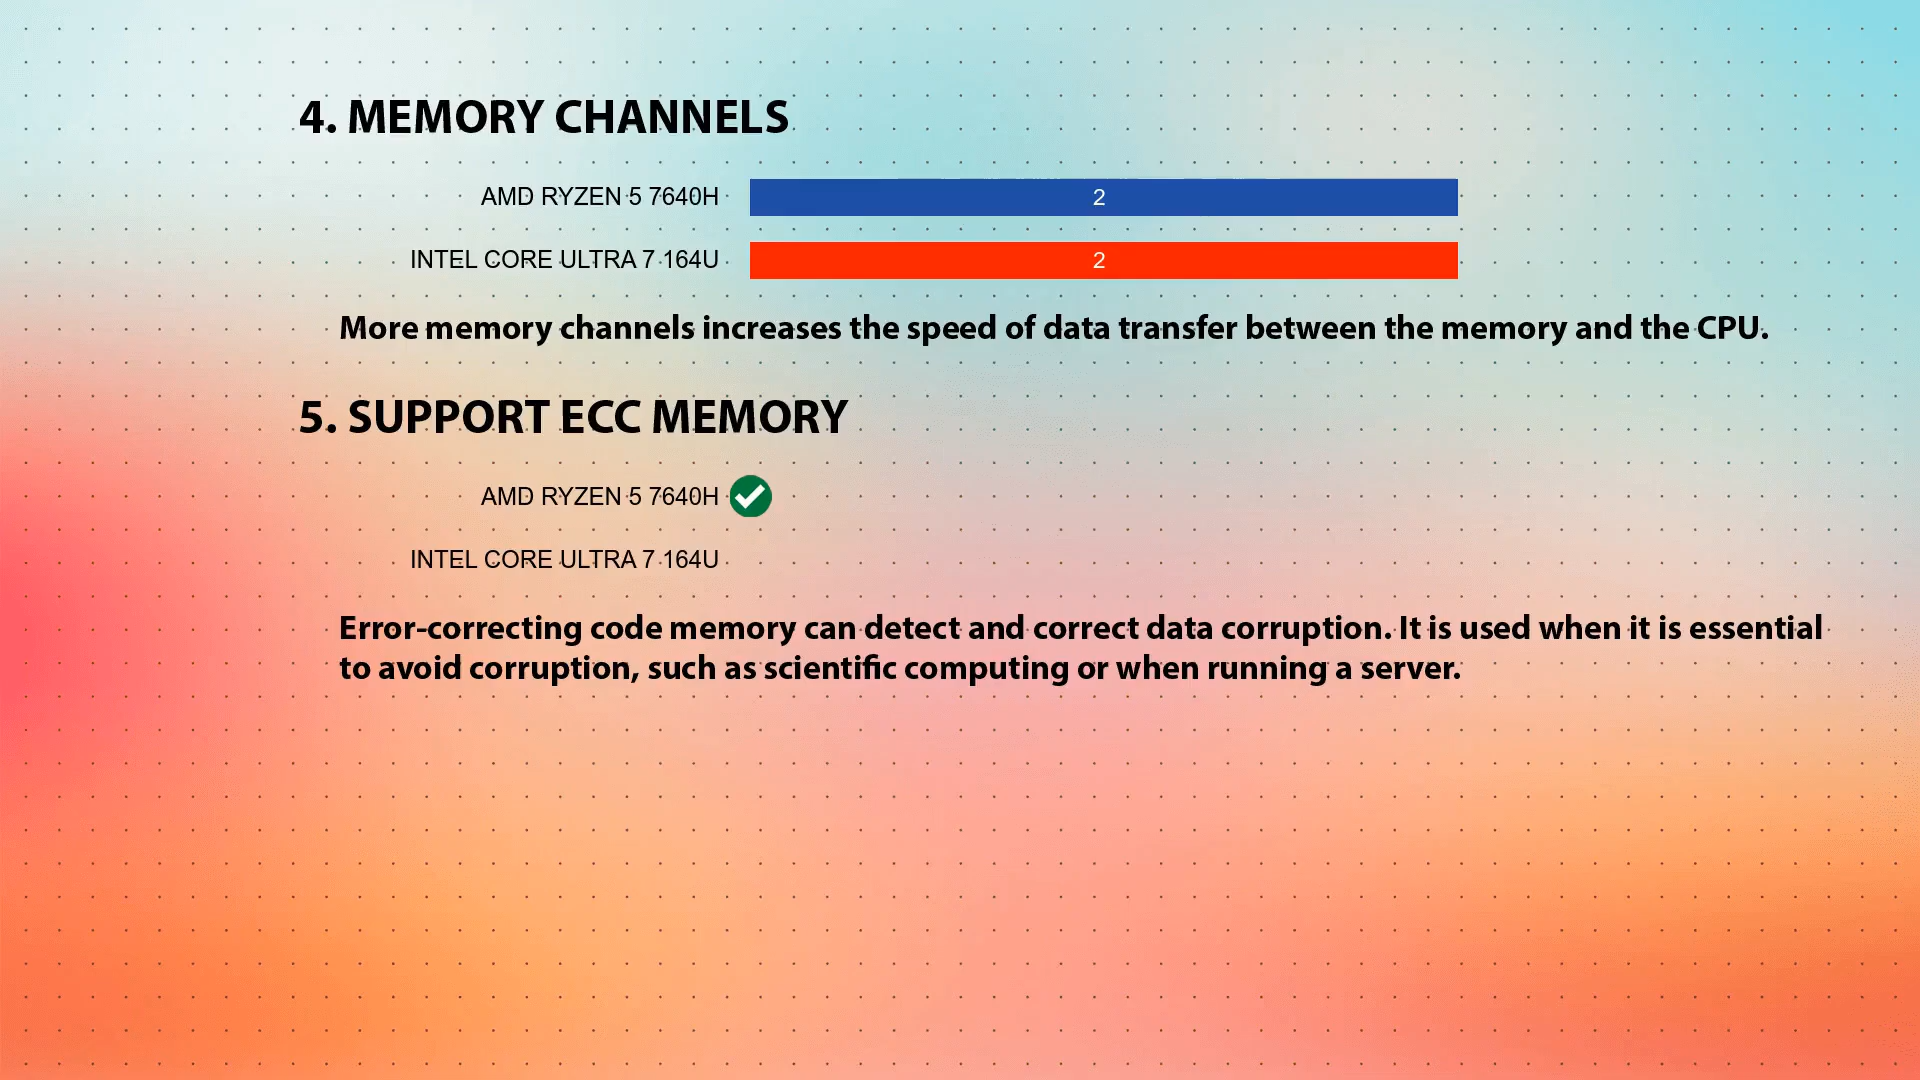 4. MEMORY CHANNELS
AMD RYZEN 5 7640H
2
INTEL CORE ULTRA 7 164U
2
More memory channels increases the speed of data transfer between the memory and the CPU.
5. SUPPORT ECC MEMORY
AMD RYZEN 5 7640H
INTEL CORE ULTRA 7 164U
Error-correcting code memory can detect and correct data corruption. It is used when it is essential
to avoid corruption, such as scientific computing or when running a server.